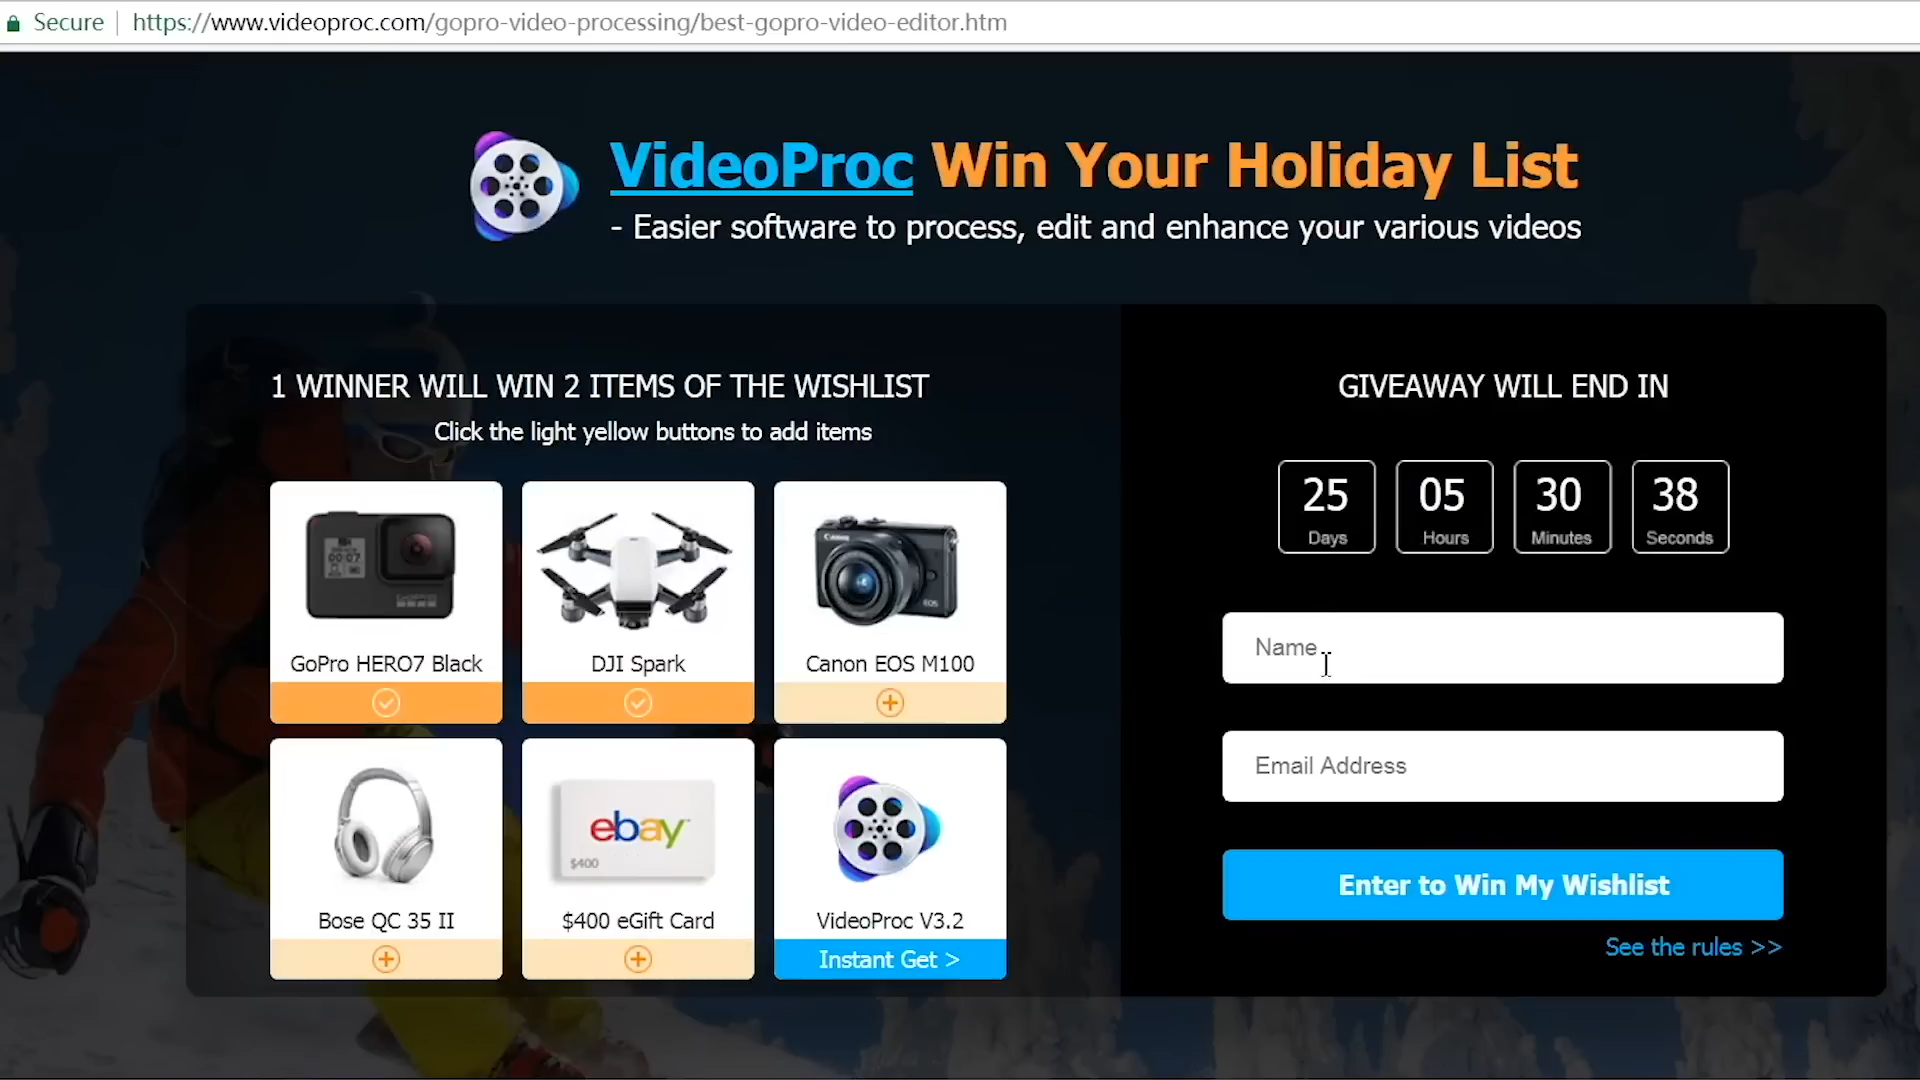 Secure | https://www.videoproc.com/gopro-video-processing/best-gopro-video-editor.htm
VideoProc Win Your Holiday List
- Easier software to process, edit and enhance your various videos
1 WINNER WILL WIN 2 ITEMS OF THE WISHLIST
Click the light yellow buttons to add items
GoPro HERO7 Black
DJI Spark
Canon
EOS
Canon EOS M100
Bose QC 35 II
ebay
$400
$400 eGift Card
VideoProc V3.2
Instant Get >
GIVEAWAY WILL END IN
25 05 30 38
Days Hours Minutes Seconds
Name
Email Address
Enter to Win My Wishlist
See the rules >>